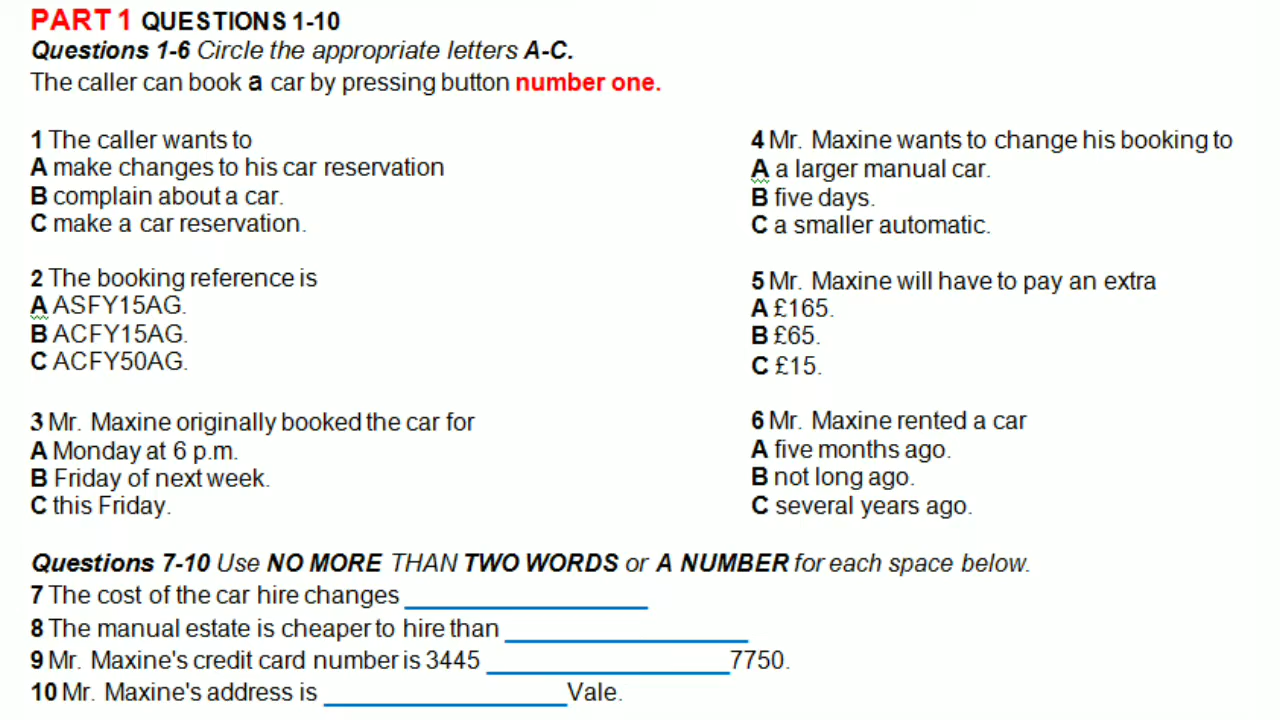 PART 1 QUESTIONS 1-10
Questions 1-6 Circle the appropriate letters A-C.
The caller can book a car by pressing button number one.
1 The caller wants to
A make changes to his car reservation
B complain about a car.
C make a car reservation.
2 The booking reference is
A ASFY15AG.
B ACFY15AG.
C ACFY50AG.
3 Mr. Maxine originally booked the car for
A Monday at 6 p.m.
B Friday of next week.
C this Friday.
4 Mr. Maxine wants to change his booking to
A a larger manual car.
B five days.
C a smaller automatic.
5 Mr. Maxine will have to pay an extra
A £165.
B £65.
C £15.
6 Mr. Maxine rented a car
A five months ago.
B not long ago.
C several years ago.
Questions 7-10 Use NO MORE THAN TWO WORDS or A NUMBER for each space below.
7 The cost of the car hire changes
8 The manual estate is cheaper to hire than
9 Mr. Maxine's credit card number is 3445 7750.
10 Mr. Maxine's address is Vale.